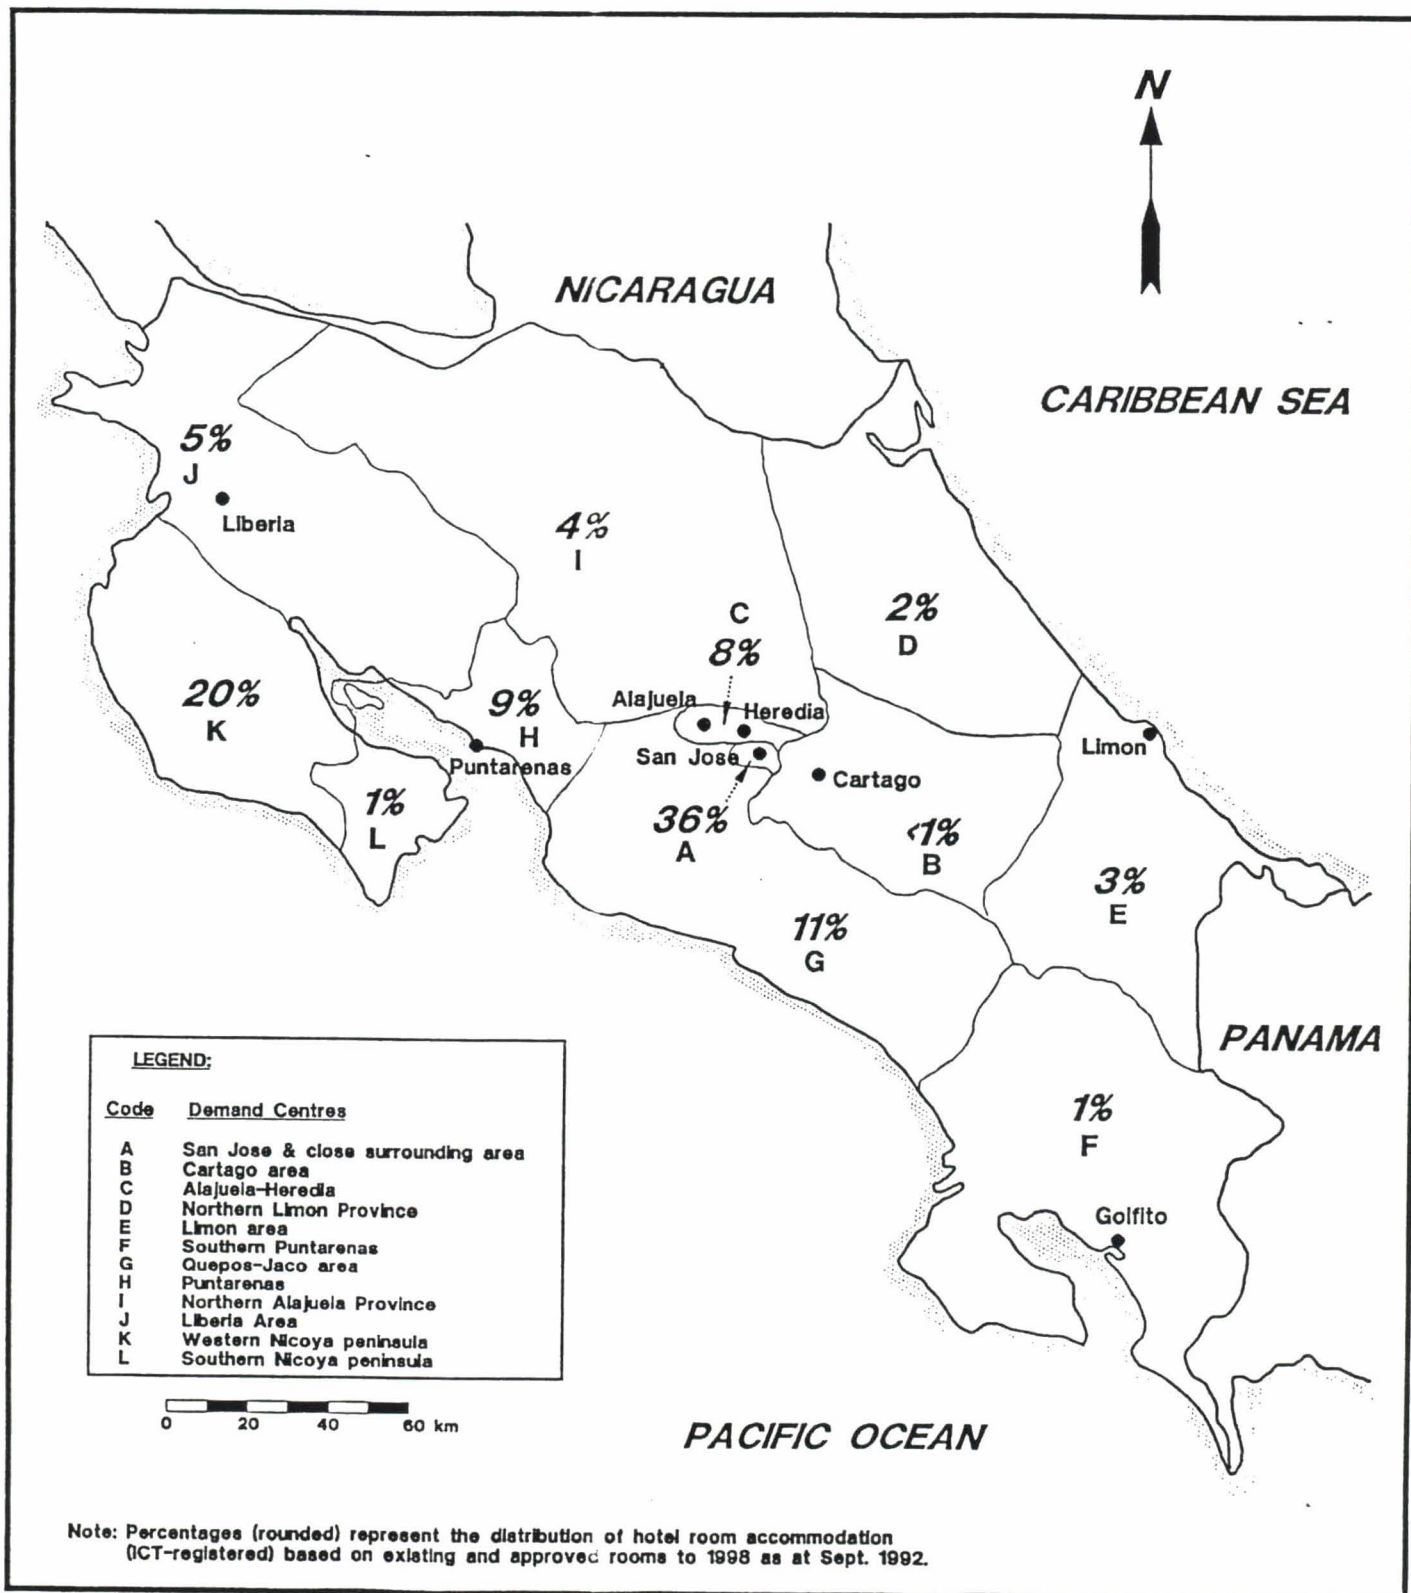 N
NICARAGUA
CARIBBEAN SEA
5%
J
Liberia
4%
I
2%
D
C
8%
20%
K
9%
H
Alajuela
Heredia
San Jose
Limon
Puntarenas
Cartago
1%
L
36%
A
<1%
B
3%
E
11%
G
PANAMA
1%
F
Golfito
LEGEND:
Code Demand Centres
A San Jose & close surrounding area
B Cartago area
C Alajuela-Heredia
D Northern Limon Province
E Limon area
F Southern Puntarenas
G Quepos-Jaco area
H Puntarenas
I Northern Alajuela Province
J Liberia Area
K Western Nicoya peninsula
L Southern Nicoya peninsula
0 20 40 60 km
PACIFIC OCEAN
Note: Percentages (rounded) represent the distribution of hotel room accommodation
(ICT-registered) based on existing and approved rooms to 1998 as at Sept. 1992.